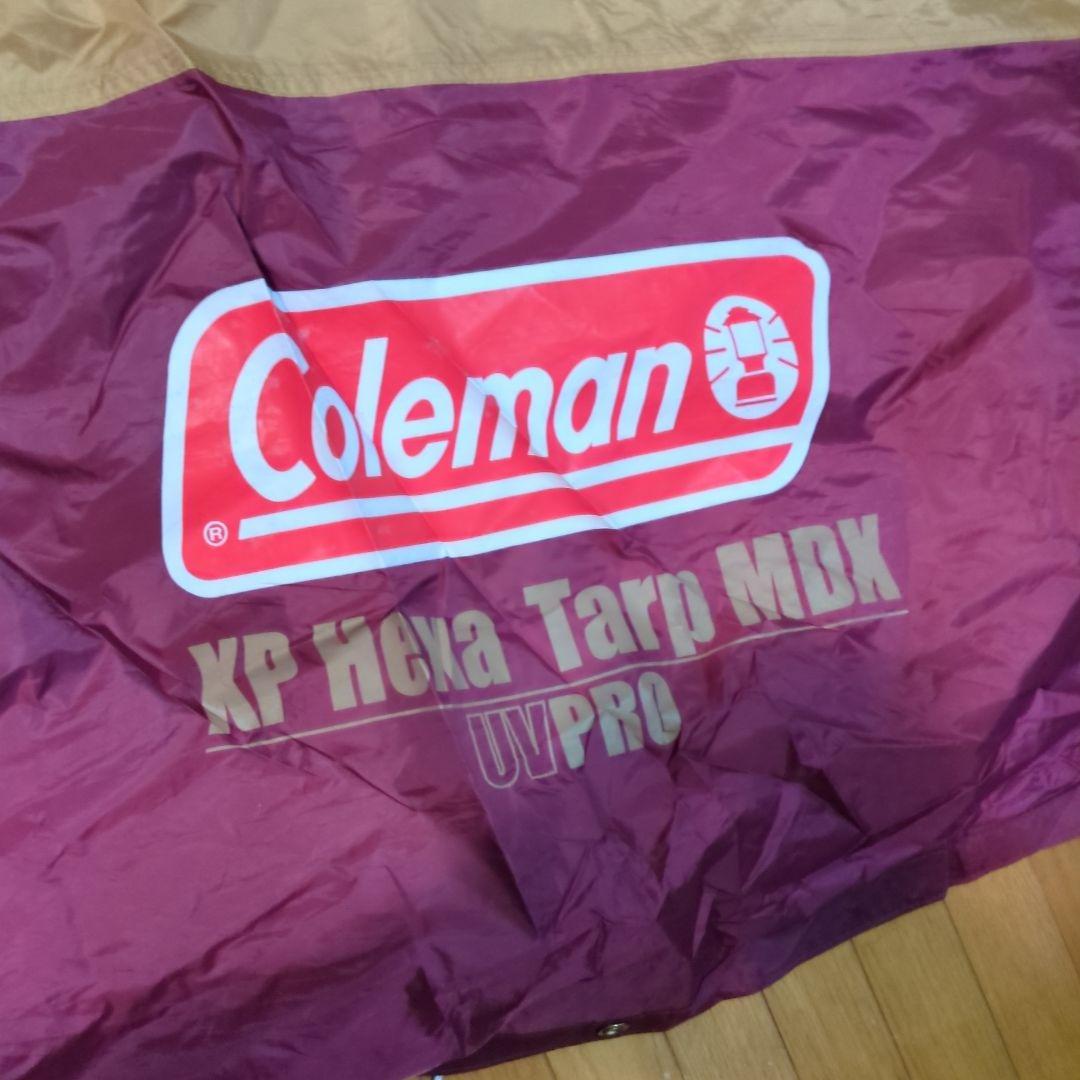 Coleman
®
XP Hexa Tarp MDX
UVPRO